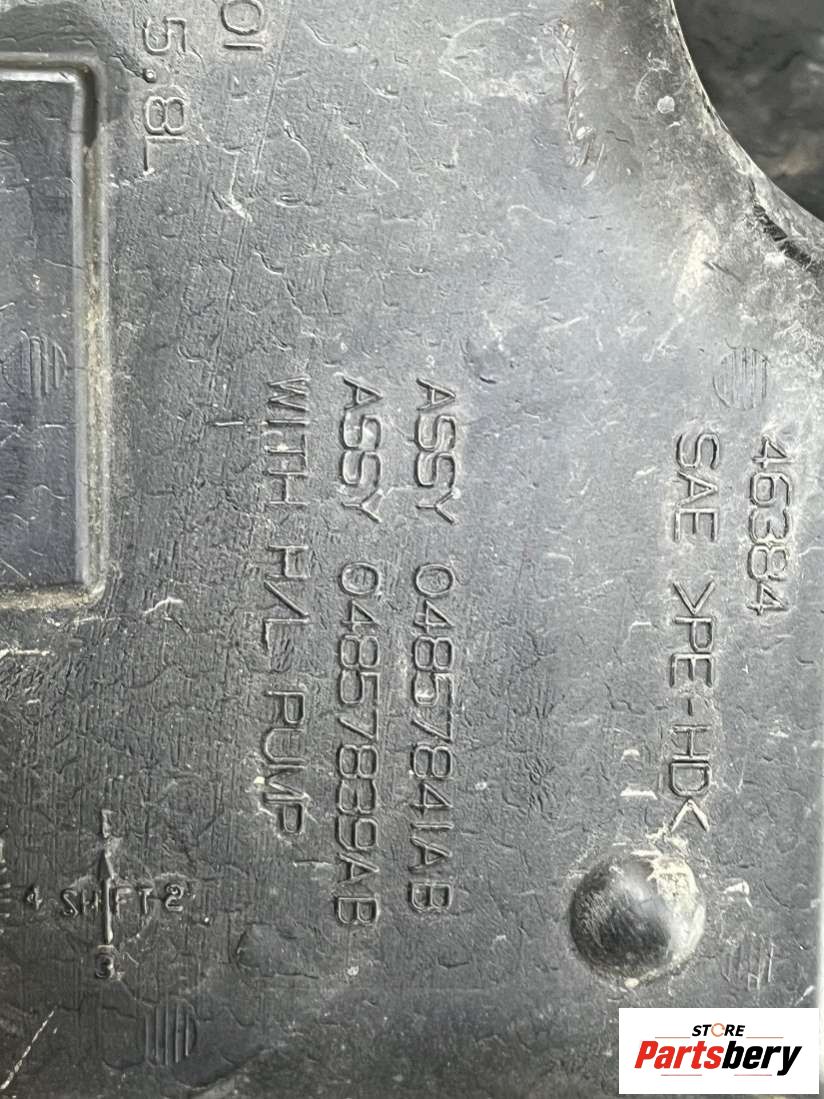 46384
SAE >PE-HD<
ASSY 04857841AB
ASSY 04857839AB
WITH H/L PUMP
01
5.8L
1
4 SHIFT 2
3
STORE
Partsbery